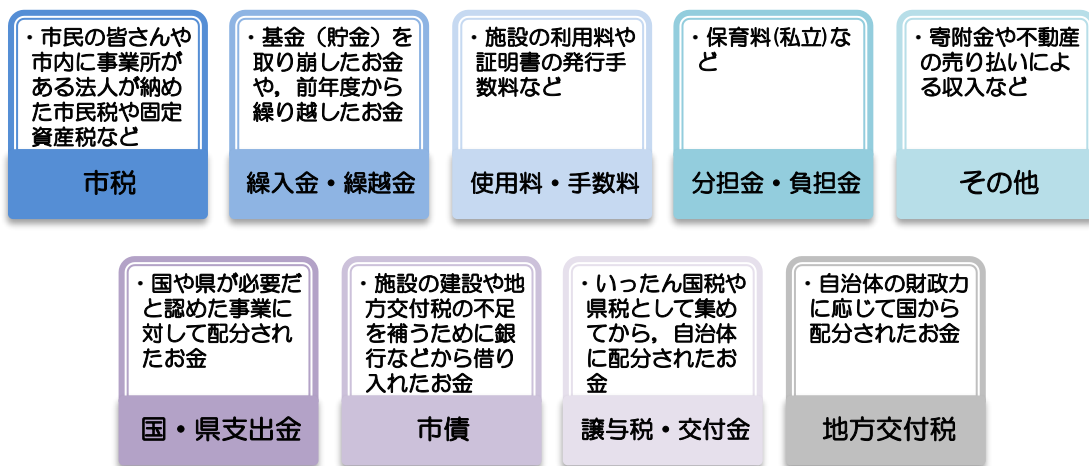 ・市民の皆さんや
市内に事業所が
ある法人が納め
た市民税や固定
資産税など
市税
・基金（貯金）を
取り崩したお金
や，前年度から
繰り越したお金
繰入金・繰越金
・施設の利用料や
証明書の発行手
数料など
使用料・手数料
・保育料(私立)な
ど
分担金・負担金
・寄附金や不動産
の売り払いによ
る収入など
その他
・国や県が必要だ
と認めた事業に
対して配分され
たお金
国・県支出金
・施設の建設や地
方交付税の不足
を補うために銀
行などから借り
入れたお金
市債
・いったん国税や
県税として集め
てから，自治体
に配分されたお
金
譲与税・交付金
・自治体の財政力
に応じて国から
配分されたお金
地方交付税